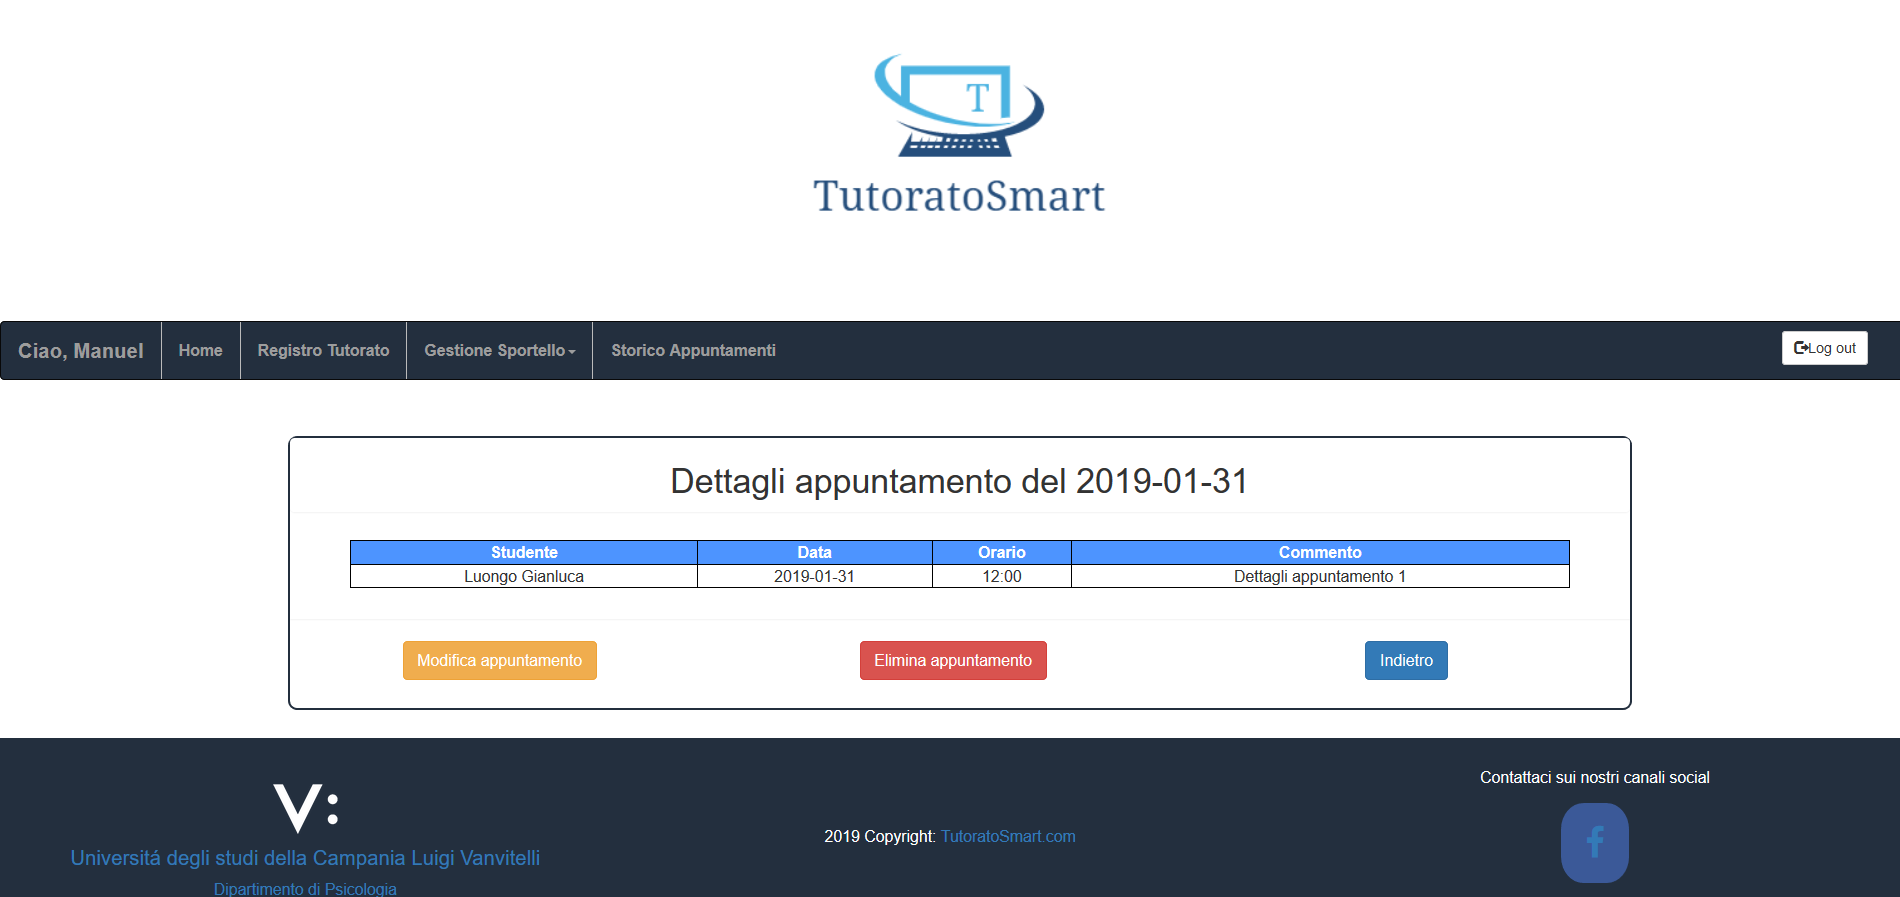 T
TutoratoSmart
Ciao, Manuel Home Registro Tutorato Gestione Sportello Storico Appuntamenti Log out
Dettagli appuntamento del 2019-01-31
Studente Data Orario Commento
Luongo Gianluca 2019-01-31 12:00 Dettagli appuntamento 1
Modifica appuntamento Elimina appuntamento Indietro
V:
Universitá degli studi della Campania Luigi Vanvitelli
Dipartimento di Psicologia
2019 Copyright: TutoratoSmart.com
Contattaci sui nostri canali social
f